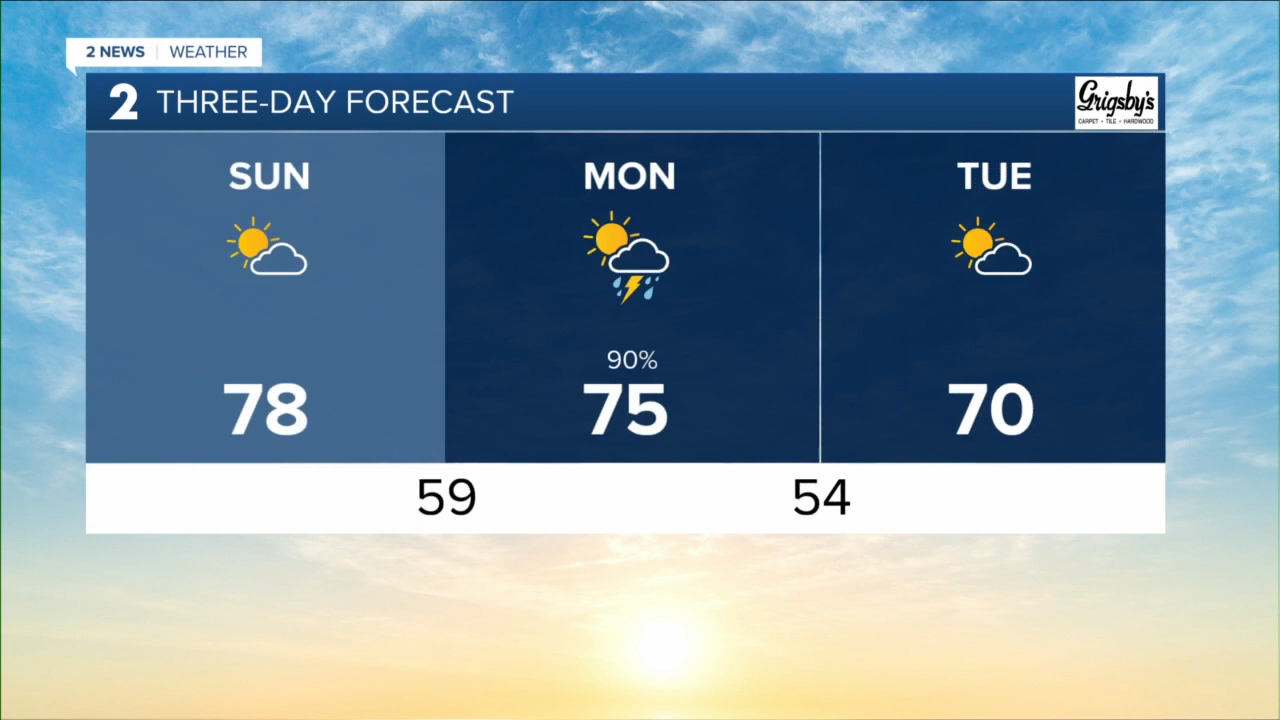 2 NEWS | WEATHER
2 THREE-DAY FORECAST
Grigsby's
CARPET • TILE • HARDWOOD
SUN MON TUE
90%
78 75 70
59 54